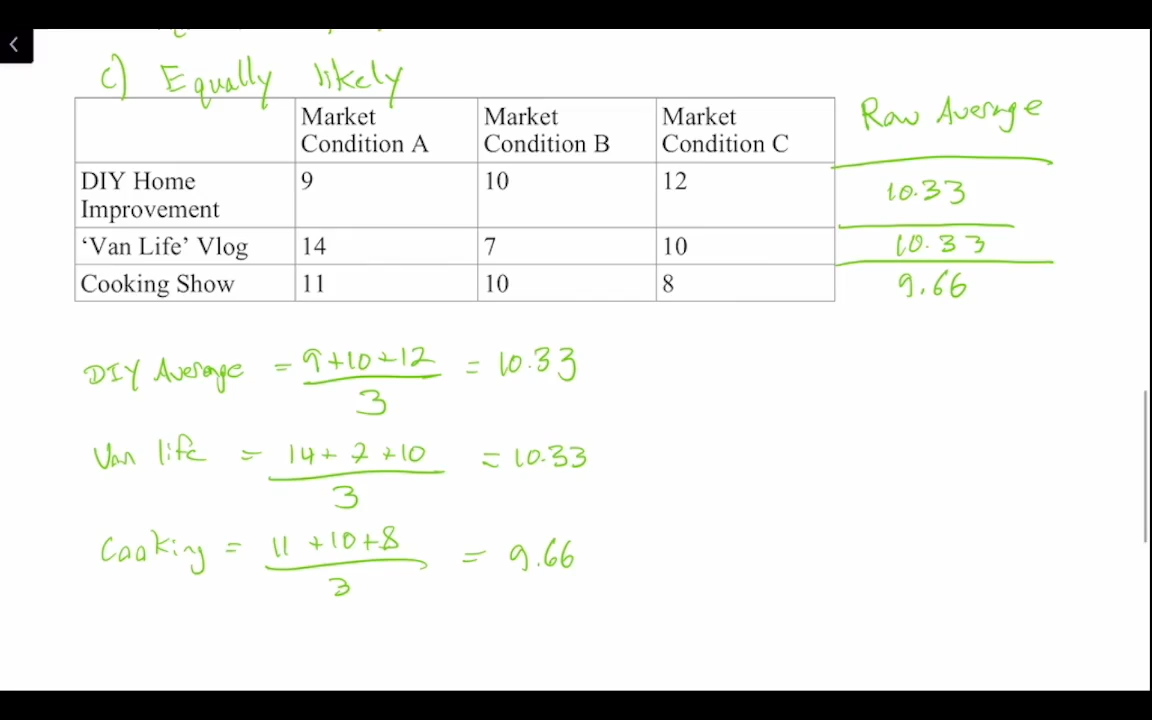 c) Equally likely
Market Condition A Market Condition B Market Condition C Row Average
DIY Home Improvement 9 10 12 10.33
‘Van Life’ Vlog 14 7 10 10.33
Cooking Show 11 10 8 9.66
DIY Average = 9+10+12 / 3 = 10.33
Van life = 14+7+10 / 3 = 10.33
Cooking = 11+10+8 / 3 = 9.66